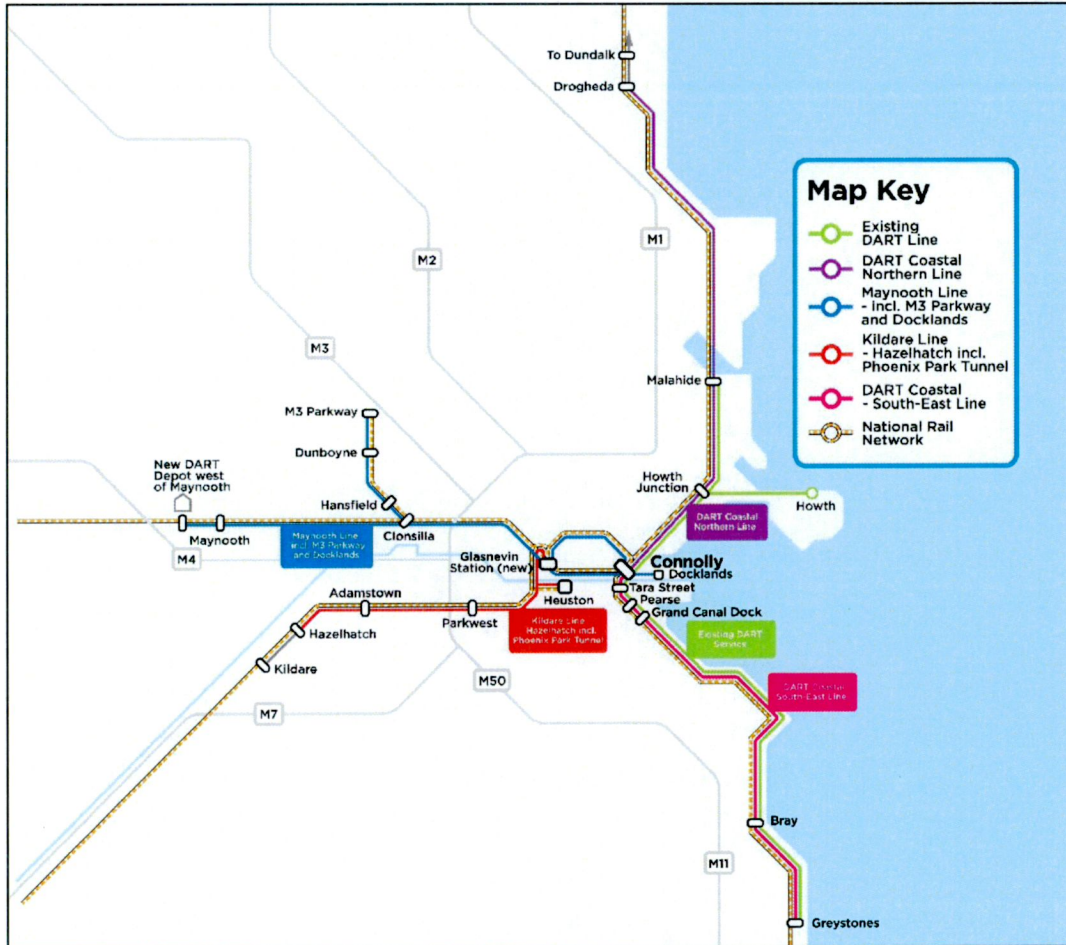 To Dundalk
Drogheda
Map Key
Existing
DART Line
DART Coastal
Northern Line
Maynooth Line
- incl. M3 Parkway
and Docklands
Kildare Line
- Hazelhatch incl.
Phoenix Park Tunnel
DART Coastal
- South-East Line
National Rail
Network
M1
M2
M3
Malahide
M3 Parkway
Dunboyne
New DART
Depot west
of Maynooth
Hansfield
Howth
Junction
Howth
DART Coastal
Northern Line
Maynooth
Clonsilla
Maynooth Line
incl. M3 Parkway
and Docklands
M4
Glasnevin
Station (new)
Connolly
Docklands
Tara Street
Pearse
Grand Canal Dock
Heuston
Adamstown
Parkwest
Hazelhatch
Kildare
Kildare Line
Hazelhatch incl.
Phoenix Park Tunnel
Existing DART
Service
DART Coastal
South-East Line
M50
M7
Bray
M11
Greystones